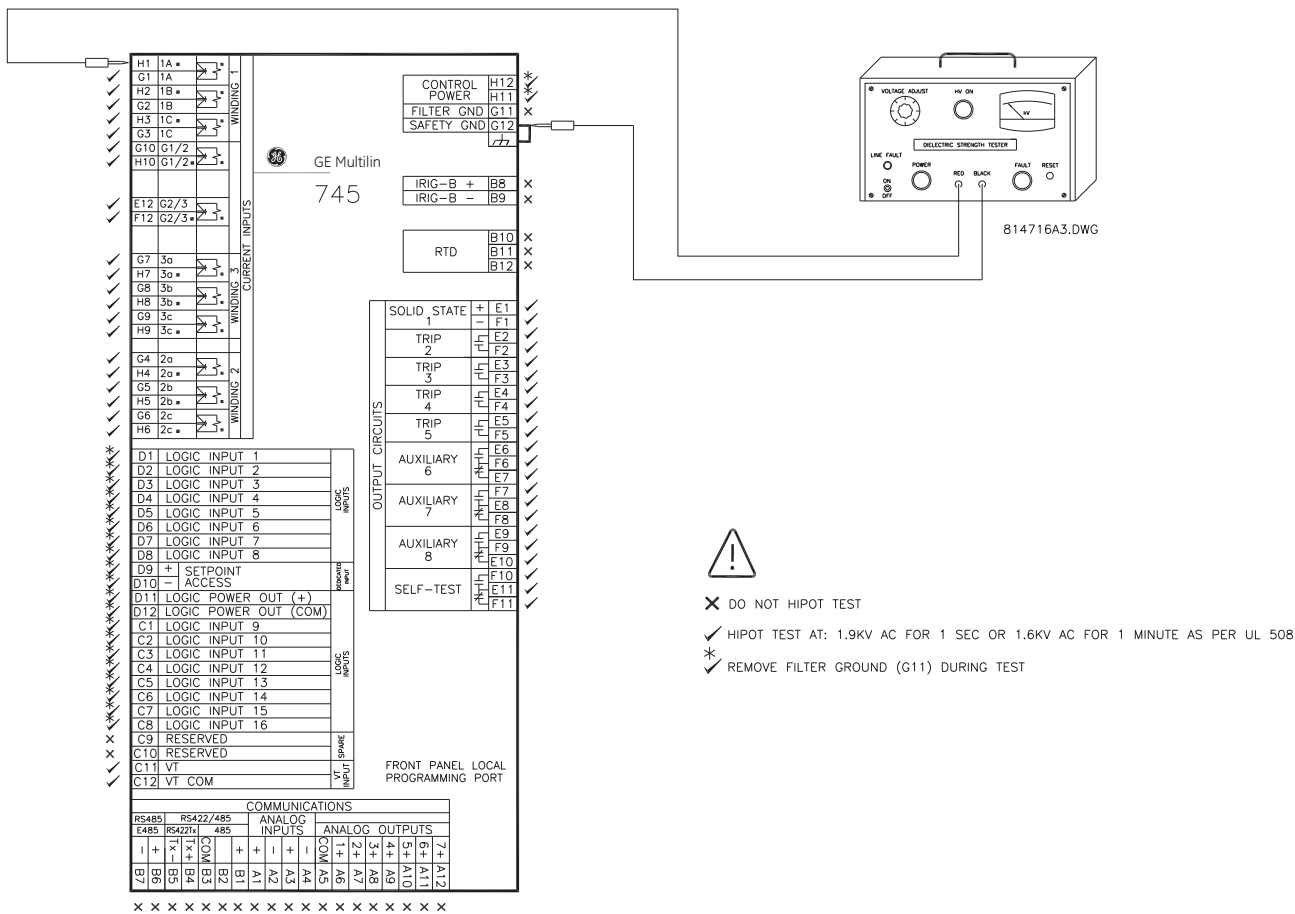 H1 1A
G1 1A
H2 1B
G2 1B
H3 1C
G3 1C
WINDING 1
G10 G1/2
H10 G1/2
E12 G2/3
F12 G2/3
G7 3a
H7 3a
G8 3b
H8 3b
G9 3c
H9 3c
WINDING 3
G4 2a
H4 2a
G5 2b
H5 2b
G6 2c
H6 2c
WINDING 2
CURRENT INPUTS
D1 LOGIC INPUT 1
D2 LOGIC INPUT 2
D3 LOGIC INPUT 3
D4 LOGIC INPUT 4
D5 LOGIC INPUT 5
D6 LOGIC INPUT 6
D7 LOGIC INPUT 7
D8 LOGIC INPUT 8
LOGIC
INPUTS
D9 + SETPOINT
D10 - ACCESS
DEDICATED
INPUT
D11 LOGIC POWER OUT (+)
D12 LOGIC POWER OUT (COM)
C1 LOGIC INPUT 9
C2 LOGIC INPUT 10
C3 LOGIC INPUT 11
C4 LOGIC INPUT 12
C5 LOGIC INPUT 13
C6 LOGIC INPUT 14
C7 LOGIC INPUT 15
C8 LOGIC INPUT 16
LOGIC
INPUTS
C9 RESERVED
C10 RESERVED
SPARE
C11 VT
C12 VT COM
VT
INPUT
GE Multilin
745
CONTROL
POWER
H12
H11
FILTER GND G11
SAFETY GND G12
IRIG-B + B8
IRIG-B - B9
RTD
B10
B11
B12
OUTPUT CIRCUITS
SOLID STATE
1
+ E1
- F1
TRIP
2
E2
F2
TRIP
3
E3
F3
TRIP
4
E4
F4
TRIP
5
E5
F5
AUXILIARY
6
E6
F6
E7
AUXILIARY
7
F7
E8
F8
AUXILIARY
8
E9
F9
E10
SELF-TEST
F10
E11
F11
FRONT PANEL LOCAL
PROGRAMMING PORT
COMMUNICATIONS
RS485 RS422/485 ANALOG
INPUTS
ANALOG OUTPUTS
E485 RS422Tx 485
- + Tx- Tx+ COM + + - + - COM 1+ 2+ 3+ 4+ 5+ 6+ 7+
B7 B6 B5 B4 B3 B2 B1 A1 A2 A3 A4 A5 A6 A7 A8 A9 A10 A11 A12
VOLTAGE ADJUST
HV ON
kV
DIELECTRIC STRENGTH TESTER
LINE FAULT
POWER
RED
BLACK
FAULT
RESET
ON
OFF
814716A3.DWG
!
DO NOT HIPOT TEST
HIPOT TEST AT: 1.9KV AC FOR 1 SEC OR 1.6KV AC FOR 1 MINUTE AS PER UL 508
REMOVE FILTER GROUND (G11) DURING TEST